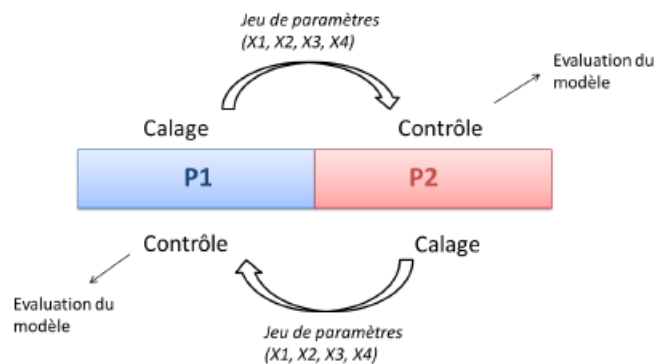 Jeu de paramètres
(X1, X2, X3, X4)
Evaluation du
modèle
Calage
Contrôle
P1
P2
Contrôle
Calage
Evaluation du
modèle
Jeu de paramètres
(X1, X2, X3, X4)